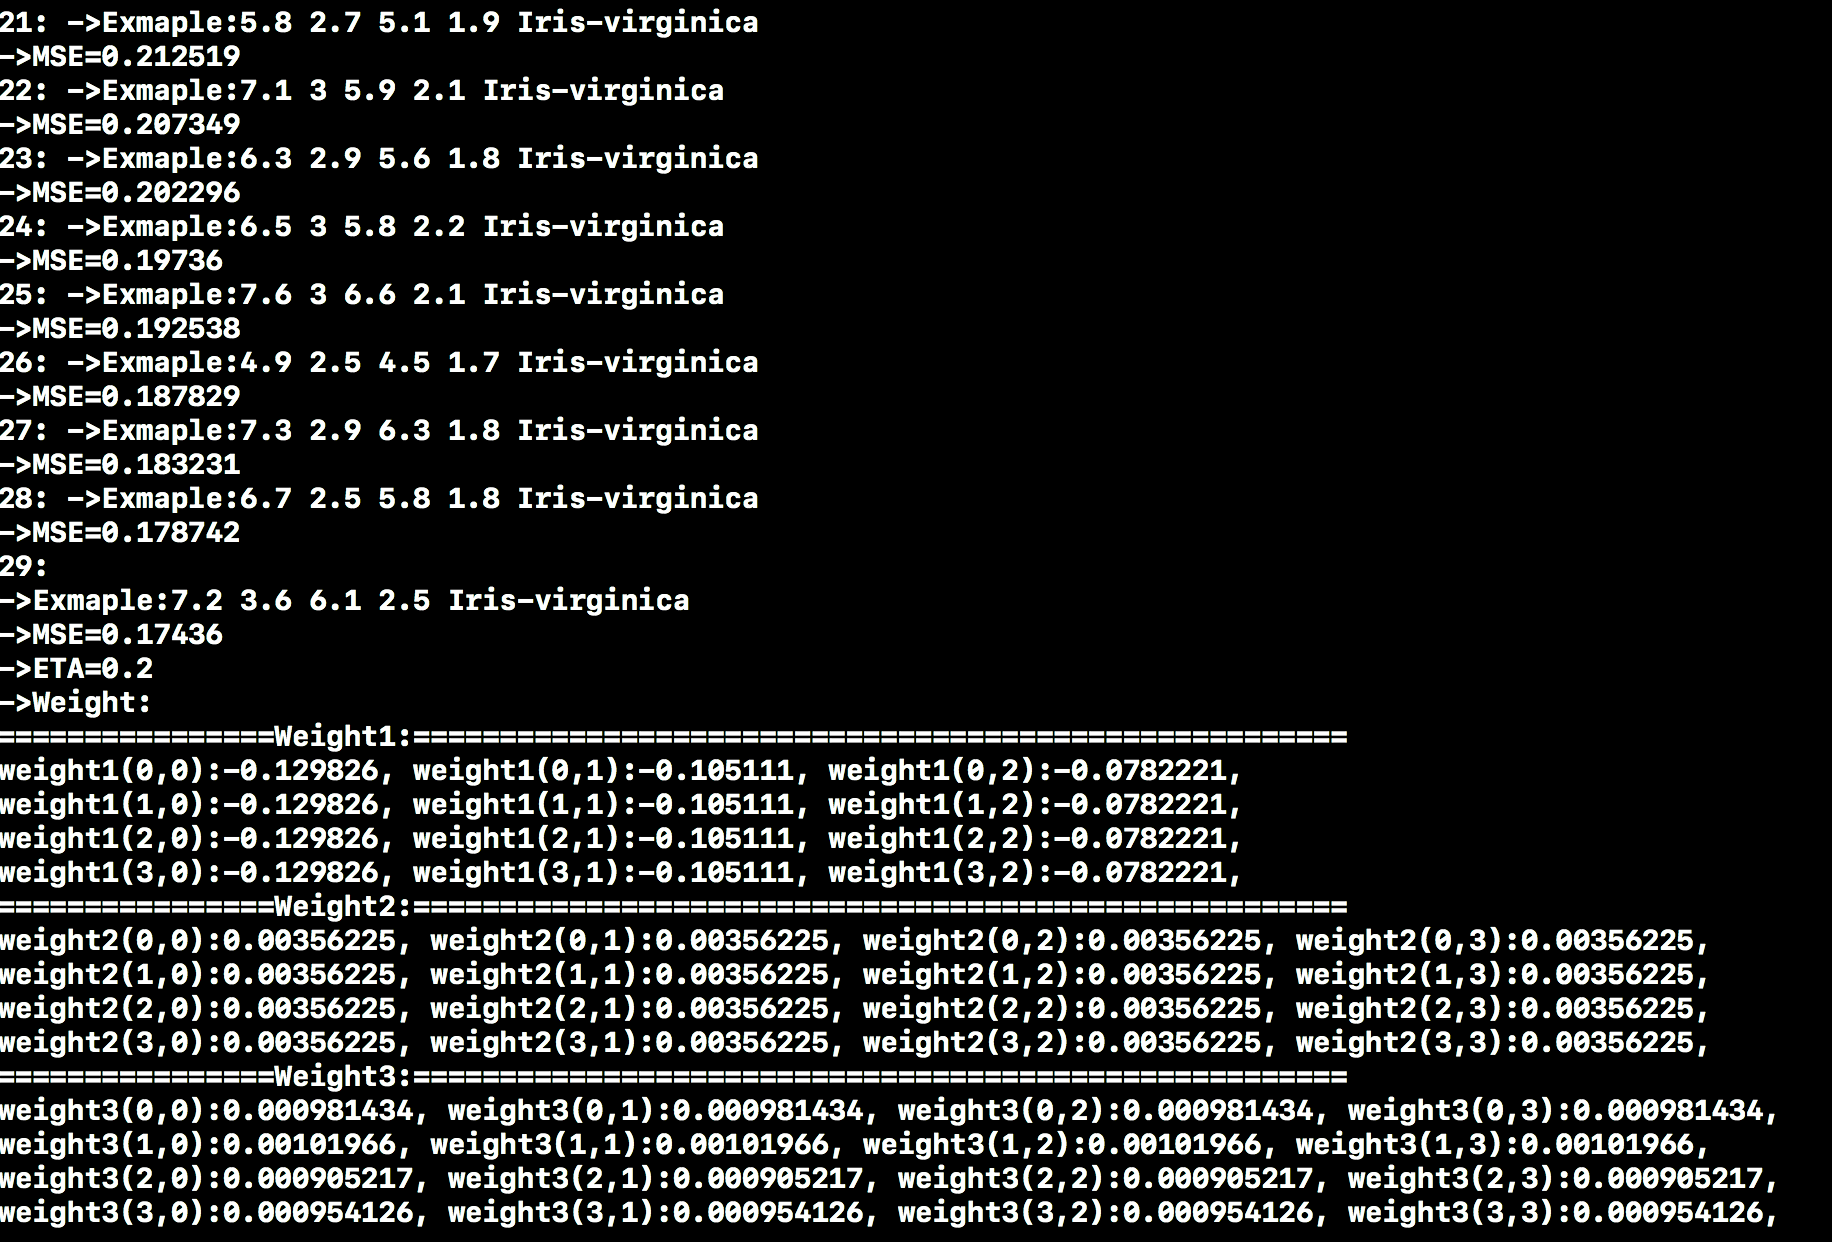 21: ->Exmaple:5.8 2.7 5.1 1.9 Iris-virginica
->MSE=0.212519
22: ->Exmaple:7.1 3 5.9 2.1 Iris-virginica
->MSE=0.207349
23: ->Exmaple:6.3 2.9 5.6 1.8 Iris-virginica
->MSE=0.202296
24: ->Exmaple:6.5 3 5.8 2.2 Iris-virginica
->MSE=0.19736
25: ->Exmaple:7.6 3 6.6 2.1 Iris-virginica
->MSE=0.192538
26: ->Exmaple:4.9 2.5 4.5 1.7 Iris-virginica
->MSE=0.187829
27: ->Exmaple:7.3 2.9 6.3 1.8 Iris-virginica
->MSE=0.183231
28: ->Exmaple:6.7 2.5 5.8 1.8 Iris-virginica
->MSE=0.178742
29:
->Exmaple:7.2 3.6 6.1 2.5 Iris-virginica
->MSE=0.17436
->ETA=0.2
->Weight:
================Weight1:======================================================
weight1(0,0):-0.129826, weight1(0,1):-0.105111, weight1(0,2):-0.0782221,
weight1(1,0):-0.129826, weight1(1,1):-0.105111, weight1(1,2):-0.0782221,
weight1(2,0):-0.129826, weight1(2,1):-0.105111, weight1(2,2):-0.0782221,
weight1(3,0):-0.129826, weight1(3,1):-0.105111, weight1(3,2):-0.0782221,
================Weight2:======================================================
weight2(0,0):0.00356225, weight2(0,1):0.00356225, weight2(0,2):0.00356225, weight2(0,3):0.00356225,
weight2(1,0):0.00356225, weight2(1,1):0.00356225, weight2(1,2):0.00356225, weight2(1,3):0.00356225,
weight2(2,0):0.00356225, weight2(2,1):0.00356225, weight2(2,2):0.00356225, weight2(2,3):0.00356225,
weight2(3,0):0.00356225, weight2(3,1):0.00356225, weight2(3,2):0.00356225, weight2(3,3):0.00356225,
================Weight3:======================================================
weight3(0,0):0.000981434, weight3(0,1):0.000981434, weight3(0,2):0.000981434, weight3(0,3):0.000981434,
weight3(1,0):0.00101966, weight3(1,1):0.00101966, weight3(1,2):0.00101966, weight3(1,3):0.00101966,
weight3(2,0):0.000905217, weight3(2,1):0.000905217, weight3(2,2):0.000905217, weight3(2,3):0.000905217,
weight3(3,0):0.000954126, weight3(3,1):0.000954126, weight3(3,2):0.000954126, weight3(3,3):0.000954126,